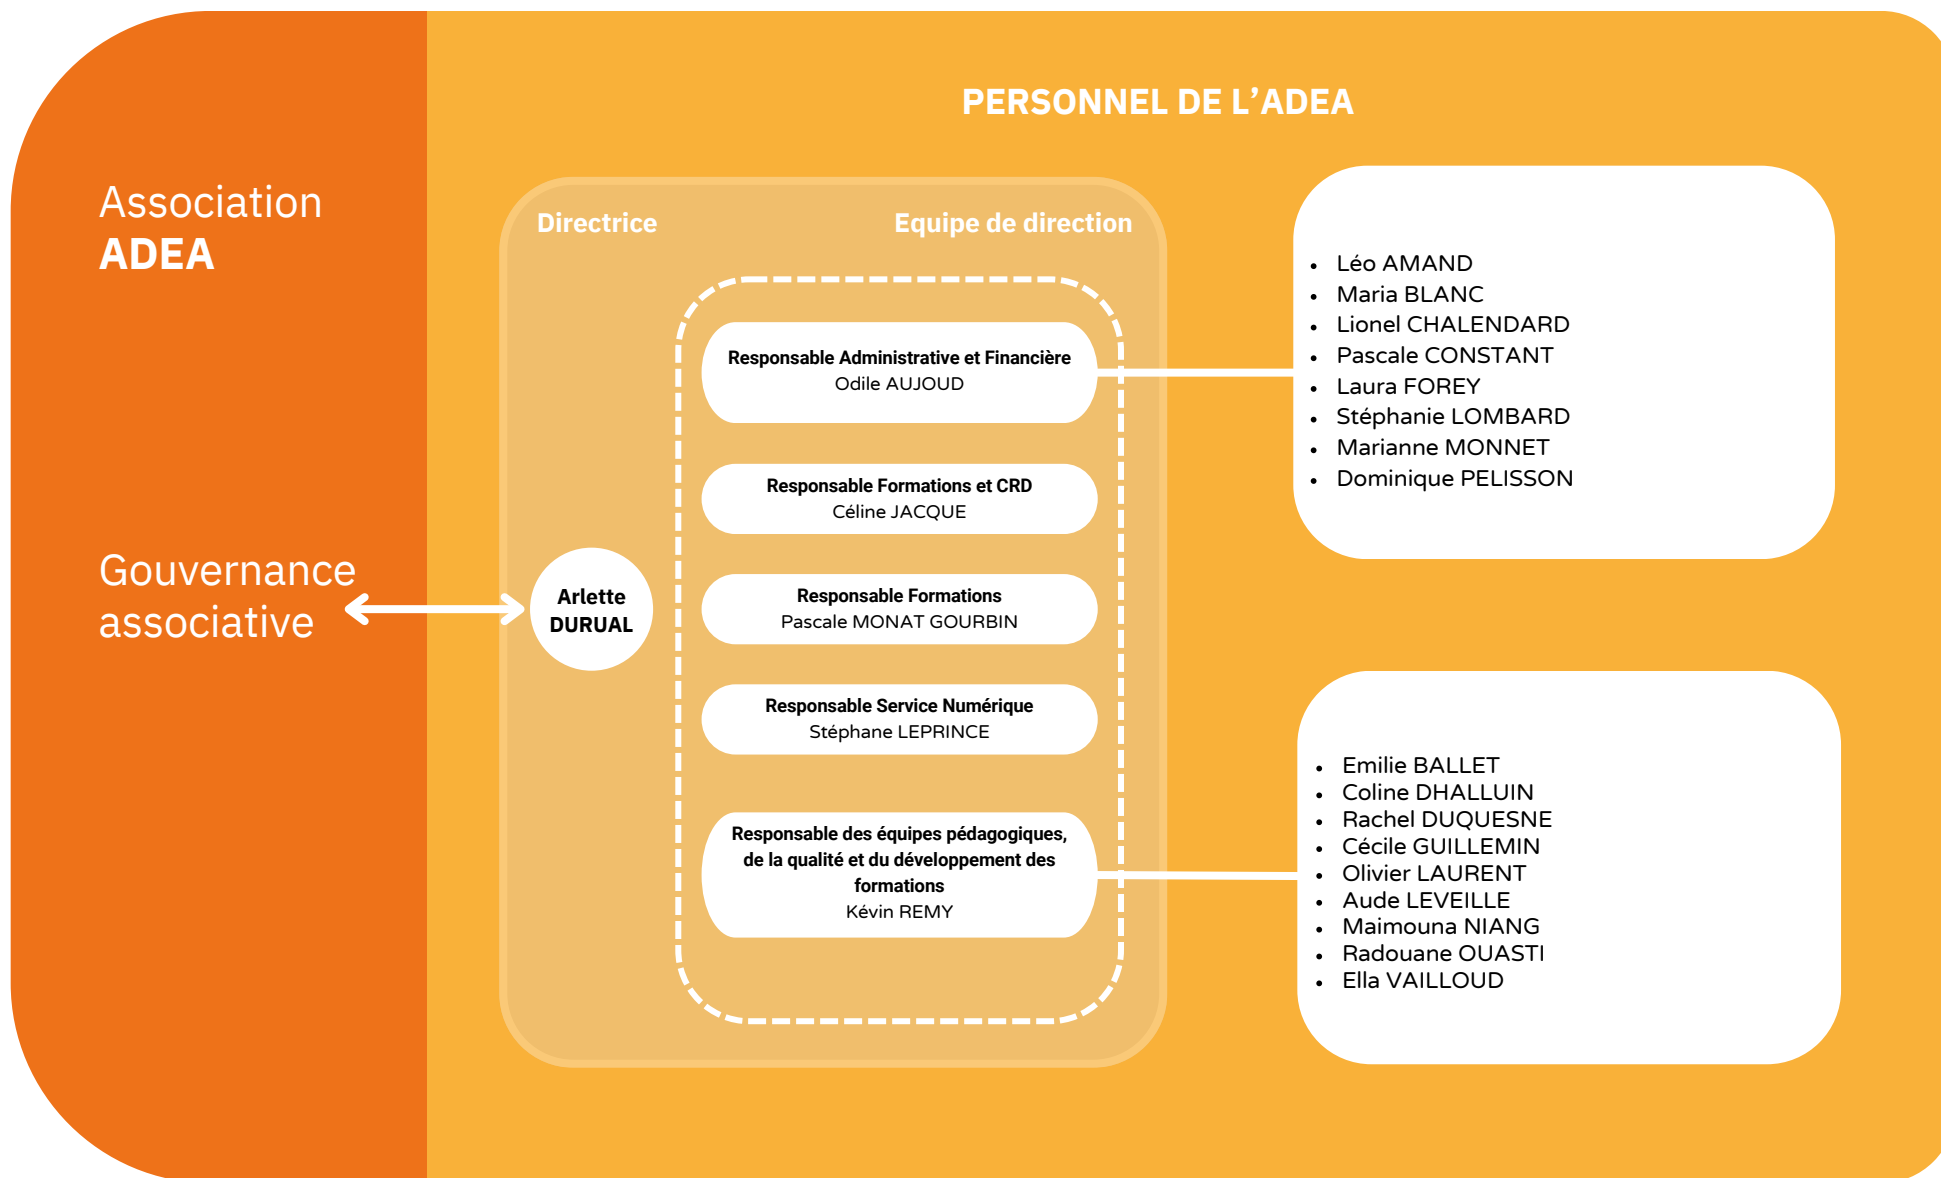 PERSONNEL DE L’ADEA
Association
ADEA
Gouvernance
associative
Directrice
Equipe de direction
Arlette
DURUAL
Responsable Administrative et Financière
Odile AUJOUD
Responsable Formations et CRD
Céline JACQUE
Responsable Formations
Pascale MONAT GOURBIN
Responsable Service Numérique
Stéphane LEPRINCE
Responsable des équipes pédagogiques,
de la qualité et du développement des
formations
Kévin REMY
• Léo AMAND
• Maria BLANC
• Lionel CHALENDARD
• Pascale CONSTANT
• Laura FOREY
• Stéphanie LOMBARD
• Marianne MONNET
• Dominique PELISSON
• Emilie BALLET
• Coline DHALLUIN
• Rachel DUQUESNE
• Cécile GUILLEMIN
• Olivier LAURENT
• Aude LEVEILLE
• Maimouna NIANG
• Radouane OUASTI
• Ella VAILLOUD